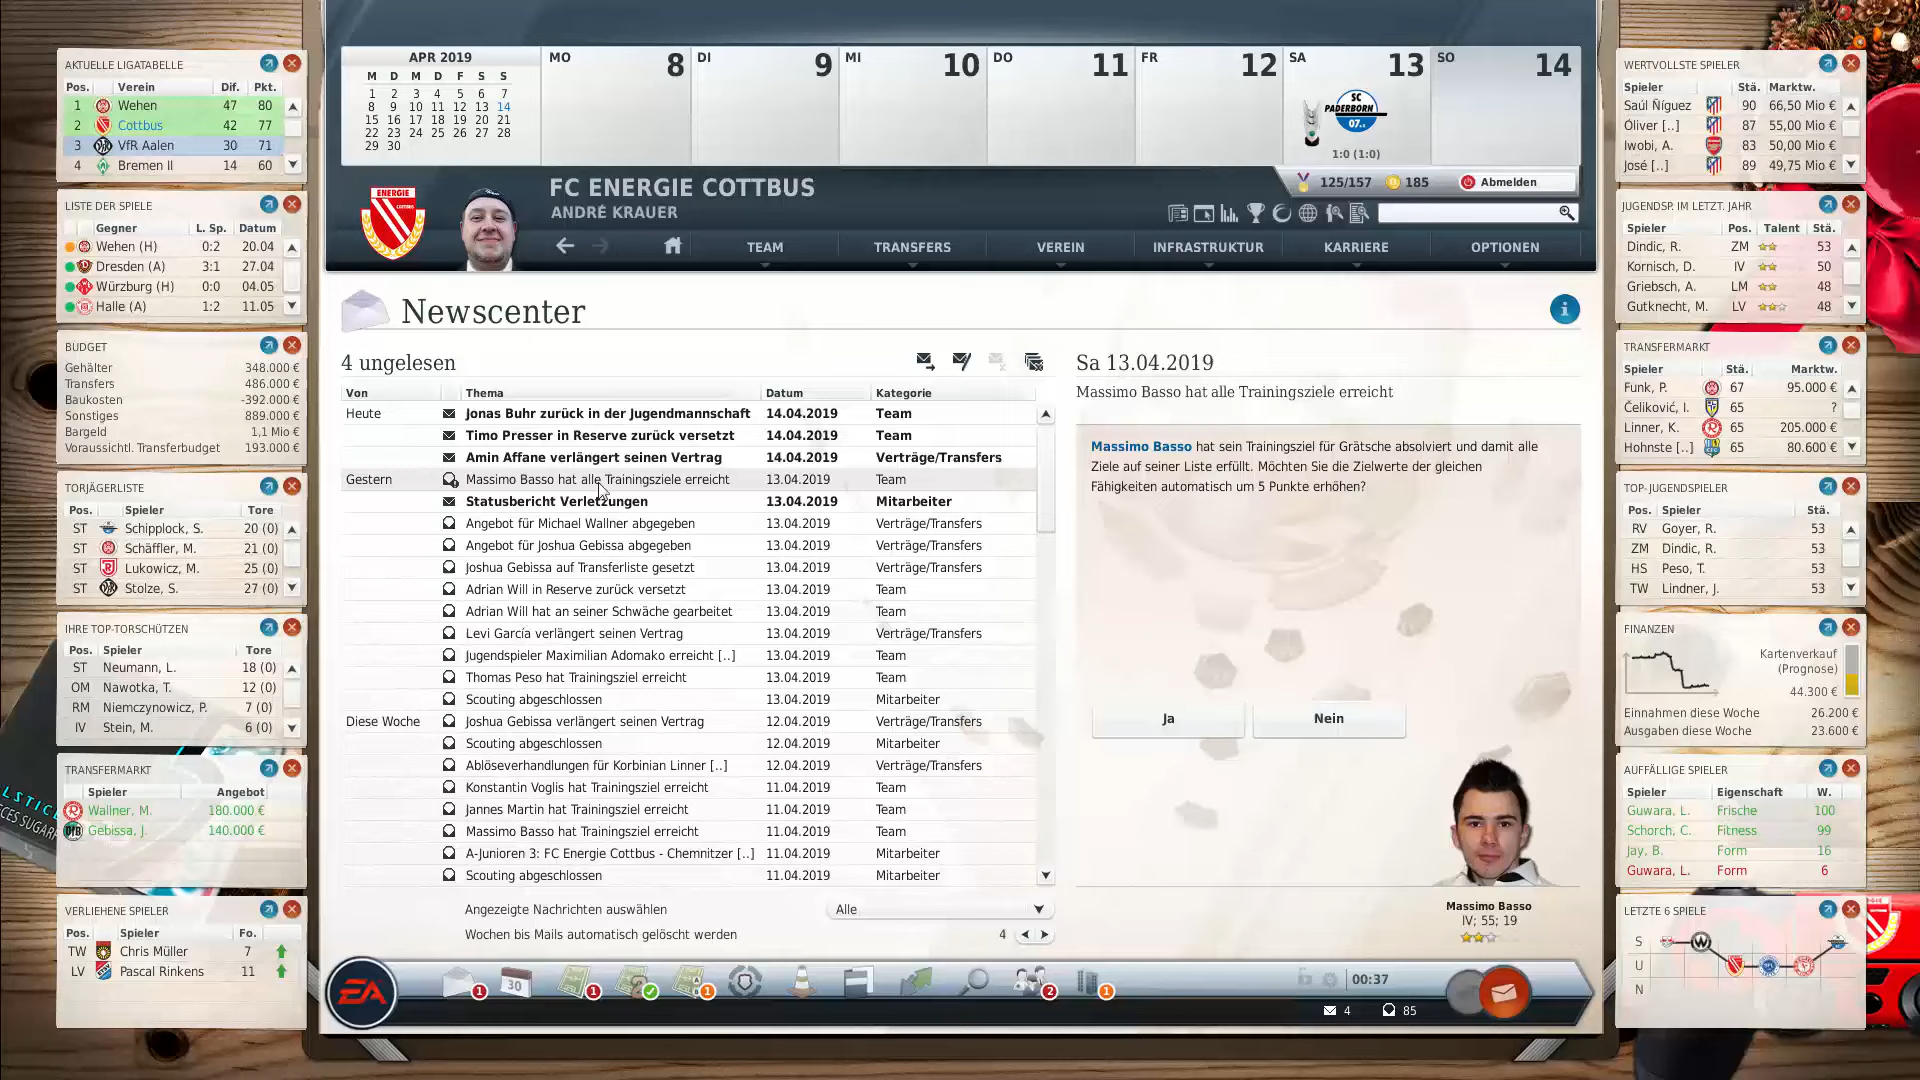 AKTUELLE LIGATABELLE
Pos. Verein Dif. Pkt.
1 Wehen 47 80
2 Cottbus 42 77
3 VfR Aalen 30 71
4 Bremen II 14 60
LISTE DER SPIELE
Gegner L. Sp. Datum
Wehen (H) 0:2 20.04
Dresden (A) 3:1 27.04
Würzburg (H) 0:0 04.05
Halle (A) 1:2 11.05
BUDGET
Gehälter 348.000 €
Transfers 486.000 €
Baukosten -392.000 €
Sonstiges 889.000 €
Bargeld 1,1 Mio €
Voraussichtl. Transferbudget 193.000 €
TORJÄGERLISTE
Pos. Spieler Tore
ST Schipplock, S. 20 (0)
ST Schäffler, M. 21 (0)
ST Lukowicz, M. 25 (0)
ST Stolze, S. 27 (0)
IHRE TOP-TORSCHÜTZEN
Pos. Spieler Tore
ST Neumann, L. 18 (0)
OM Nawotka, T. 12 (0)
RM Niemczynowicz, P. 7 (0)
IV Stein, M. 6 (0)
TRANSFERMARKT
Spieler Angebot
Wallner, M. 180.000 €
Gebissa, J. 140.000 €
VERLIEHENE SPIELER
Pos. Spieler Fo.
TW Chris Müller 7
LV Pascal Rinkens 11
APR 2019
M D M D F S S
1 2 3 4 5 6 7
8 9 10 11 12 13 14
15 16 17 18 19 20 21
22 23 24 25 26 27 28
29 30
MO 8 DI 9 MI 10 DO 11 FR 12 SA 13 SO 14
SC
PADERBORN
07
1:0 (1:0)
125/157 185 Abmelden
ENERGIE
COTTBUS
FC ENERGIE COTTBUS
ANDRÉ KRAUER
TEAM TRANSFERS VEREIN INFRASTRUKTUR KARRIERE OPTIONEN
Newscenter
4 ungelesen
Von Thema Datum Kategorie
Heute Jonas Buhr zurück in der Jugendmannschaft 14.04.2019 Team
Timo Presser in Reserve zurück versetzt 14.04.2019 Team
Amin Affane verlängert seinen Vertrag 14.04.2019 Verträge/Transfers
Gestern Massimo Basso hat alle Trainingsziele erreicht 13.04.2019 Team
Statusbericht Verletzungen 13.04.2019 Mitarbeiter
Angebot für Michael Wallner abgegeben 13.04.2019 Verträge/Transfers
Angebot für Joshua Gebissa abgegeben 13.04.2019 Verträge/Transfers
Joshua Gebissa auf Transferliste gesetzt 13.04.2019 Verträge/Transfers
Adrian Will in Reserve zurück versetzt 13.04.2019 Team
Adrian Will hat an seiner Schwäche gearbeitet 13.04.2019 Team
Levi García verlängert seinen Vertrag 13.04.2019 Verträge/Transfers
Jugendspieler Maximilian Adomako erreicht [..] 13.04.2019 Team
Thomas Peso hat Trainingsziel erreicht 13.04.2019 Team
Scouting abgeschlossen 13.04.2019 Mitarbeiter
Diese Woche Joshua Gebissa verlängert seinen Vertrag 12.04.2019 Verträge/Transfers
Scouting abgeschlossen 12.04.2019 Mitarbeiter
Ablöseverhandlungen für Korbinian Linner [..] 12.04.2019 Verträge/Transfers
Konstantin Voglis hat Trainingsziel erreicht 11.04.2019 Team
Jannes Martin hat Trainingsziel erreicht 11.04.2019 Team
Massimo Basso hat Trainingsziel erreicht 11.04.2019 Team
A-Junioren 3: FC Energie Cottbus - Chemnitzer [..] 11.04.2019 Mitarbeiter
Scouting abgeschlossen 11.04.2019 Mitarbeiter
Angezeigte Nachrichten auswählen Alle
Wochen bis Mails automatisch gelöscht werden 4
Sa 13.04.2019
Massimo Basso hat alle Trainingsziele erreicht
Massimo Basso hat sein Trainingsziel für Grätsche absolviert und damit alle
Ziele auf seiner Liste erfüllt. Möchten Sie die Zielwerte der gleichen
Fähigkeiten automatisch um 5 Punkte erhöhen?
Ja Nein
Massimo Basso
IV; 55; 19
EA 1 30 1 1 2 1 00:37
4 85
WERTVOLLSTE SPIELER
Spieler Stä. Marktw.
Saúl Ñíguez 90 66,50 Mio €
Óliver [..] 87 55,00 Mio €
Iwobi, A. 83 50,00 Mio €
José [..] 89 49,75 Mio €
JUGENDSP. IM LETZT. JAHR
Spieler Pos. Talent Stä.
Dindic, R. ZM 53
Kornisch, D. IV 50
Griebsch, A. LM 48
Gutknecht, M. LV 48
TRANSFERMARKT
Spieler Stä. Marktw.
Funk, P. 67 95.000 €
Čeliković, I. 65 ?
Linner, K. 65 205.000 €
Hohnste [..] 65 80.600 €
TOP-JUGENDSPIELER
Pos. Spieler Stä.
RV Goyer, R. 53
ZM Dindic, R. 53
HS Peso, T. 53
TW Lindner, J. 53
FINANZEN
Kartenverkauf
(Prognose)
44.300 €
Einnahmen diese Woche 26.200 €
Ausgaben diese Woche 23.600 €
AUFFÄLLIGE SPIELER
Spieler Eigenschaft W.
Guwara, L. Frische 100
Schorch, C. Fitness 99
Jay, B. Form 16
Guwara, L. Form 6
LETZTE 6 SPIELE
S
U
N